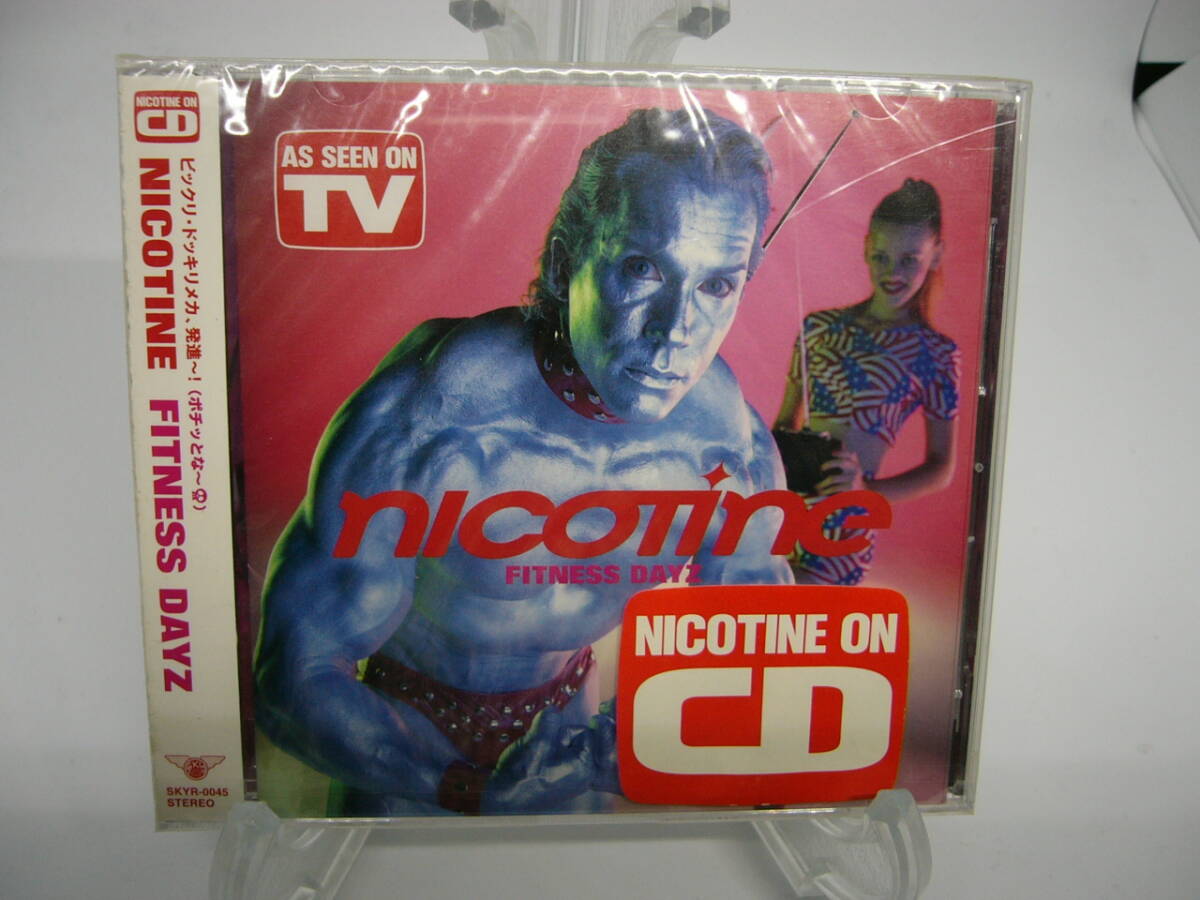 NICOTINE ON
CD
NICOTINE FITNESS DAYZ
ビックリ・ドッキリメカ、発進～!(ポチッとな～)
SKYR-0045
STEREO
AS SEEN ON
TV
nicotine
FITNESS DAYZ
NICOTINE ON
CD